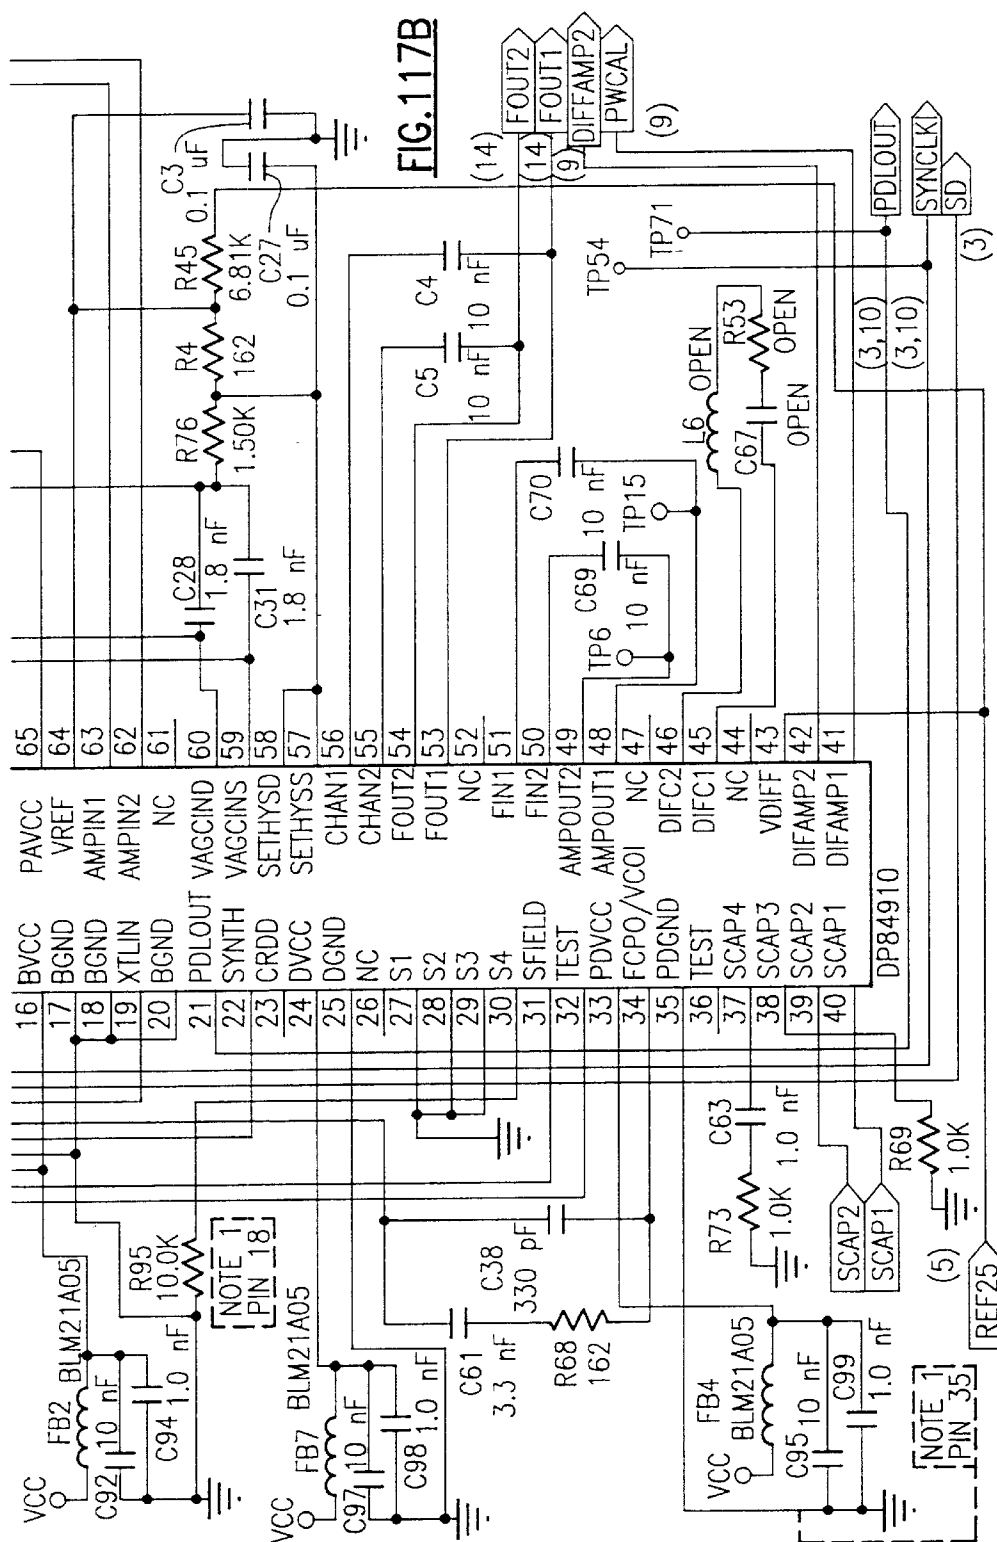 FIG.117B
65
64
63
62
61
60
59
58
57
56
55
54
53
52
51
50
49
48
47
46
45
44
43
42
41
PAVCC
VREF
AMPIN1
AMPIN2
NC
VAGCIND
VAGCINS
SETHYSD
SETHYSS
CHAN1
CHAN2
FOUT2
FOUT1
NC
FIN1
FIN2
AMPOUT2
AMPOUT1
NC
DIFC2
DIFC1
NC
VDIFF
DIFAMP2
DIFAMP1
BVCC
BGND
BGND
XTLIN
BGND
PDLOUT
SYNTH
CRDD
DVCC
DGND
NC
S1
S2
S3
S4
SFIELD
TEST
PDVCC
FCPO/VCOI
PDGND
TEST
SCAP4
SCAP3
SCAP2
SCAP1
DP84910
16
17
18
19
20
21
22
23
24
25
26
27
28
29
30
31
32
33
34
35
36
37
38
39
40
C3
0.1 uF
C27
0.1 uF
R45
6.81K
R4
162
R76
1.50K
C28
1.8 nF
C31
1.8 nF
C4
10 nF
C5
10 nF
(14)
FOUT2
(14
FOUT1
(9)
DIFFAMP2
PWCAL
(9)
TP54
TP71
PDLOUT
SYNCLKI
SD
(3)
(3,10)
(3,10)
L6
OPEN
R53
OPEN
C67
OPEN
C70
10 nF
TP15
C69
10 nF
TP6
VCC
FB2
BLM21A05
C92
10 nF
C94
1.0 nF
R95
10.0K
NOTE 1
PIN 18
VCC
FB7
BLM21A05
C97
10 nF
C98
1.0 nF
C61
3.3 nF
C38
330 pF
R68
162
R73
1.0K
C63
1.0 nF
VCC
FB4
BLM21A05
C95
10 nF
C99
1.0 nF
NOTE 1
PIN 35
SCAP2
SCAP1
(5)
R69
1.0K
REF25